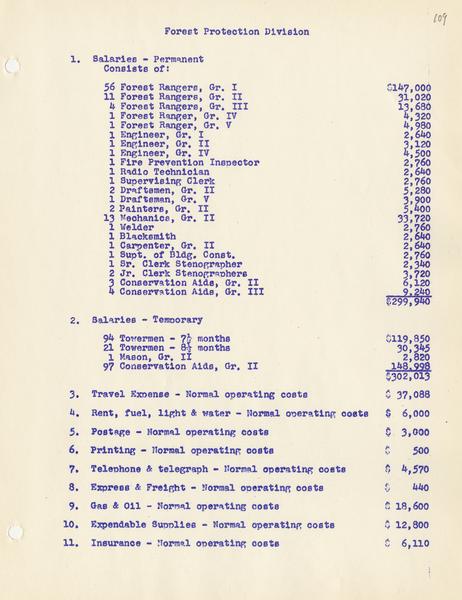 109
Forest Protection Division
1. Salaries - Permanent
Consists of:
56 Forest Rangers, Gr. I $147,000
11 Forest Rangers, Gr. II 31,020
4 Forest Rangers, Gr. III 13,680
1 Forest Ranger, Gr. IV 4,320
1 Forest Ranger, Gr. V 4,980
1 Engineer, Gr. I 2,640
1 Engineer, Gr. II 3,120
1 Engineer, Gr. IV 4,500
1 Fire Prevention Inspector 2,760
1 Radio Technician 2,640
1 Supervising Clerk 2,760
2 Draftsmen, Gr. II 5,280
1 Draftsman, Gr. V 3,900
2 Painters, Gr. II 5,400
13 Mechanics, Gr. II 33,720
1 Welder 2,760
1 Blacksmith 2,640
1 Carpenter, Gr. II 2,640
1 Supt. of Bldg. Const. 2,760
1 Sr. Clerk Stenographer 2,340
2 Jr. Clerk Stenographers 3,720
3 Conservation Aids, Gr. II 6,120
4 Conservation Aids, Gr. III 9,240
$299,940
2. Salaries - Temporary
94 Towermen - 7½ months $119,850
21 Towermen - 8½ months 30,345
1 Mason, Gr. II 2,820
97 Conservation Aids, Gr. II 148,998
$302,013
3. Travel Expense - Normal operating costs $ 37,088
4. Rent, fuel, light & water - Normal operating costs $ 6,000
5. Postage - Normal operating costs $ 3,000
6. Printing - Normal operating costs $ 500
7. Telephone & telegraph - Normal operating costs $ 4,570
8. Express & Freight - Normal operating costs $ 440
9. Gas & Oil - Normal operating costs $ 18,600
10. Expendable Supplies - Normal operating costs $ 12,800
11. Insurance - Normal operating costs $ 6,110